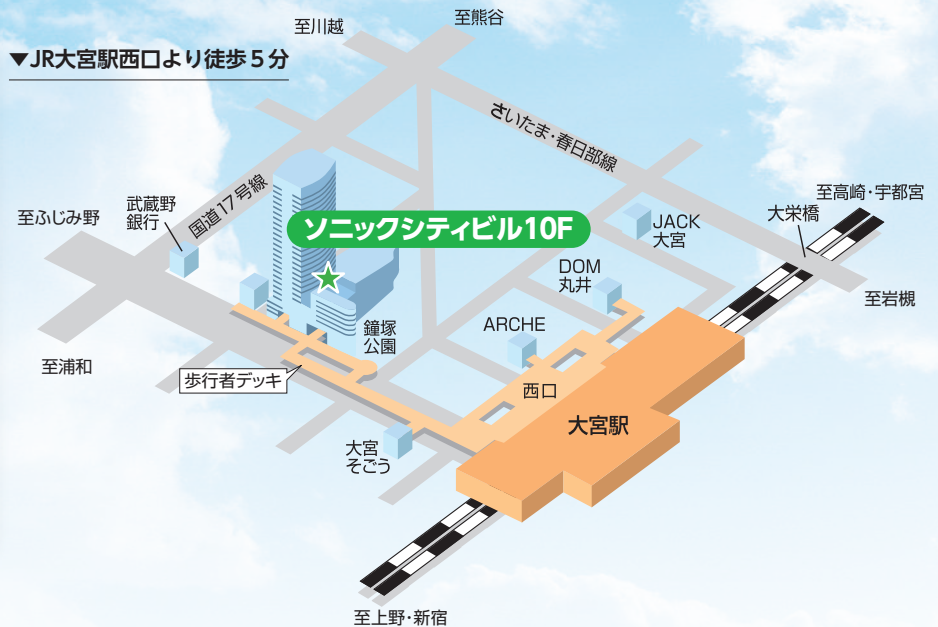 至川越
至熊谷
▼JR大宮駅西口より徒歩５分
さいたま・春日部線
国道17号線
武蔵野
銀行
至ふじみ野
ソニックシティビル10F
JACK
大宮
大栄橋
至高崎・宇都宮
DOM
丸井
至岩槻
ARCHE
鐘塚
公園
至浦和
歩行者デッキ
西口
大宮駅
大宮
そごう
至上野・新宿